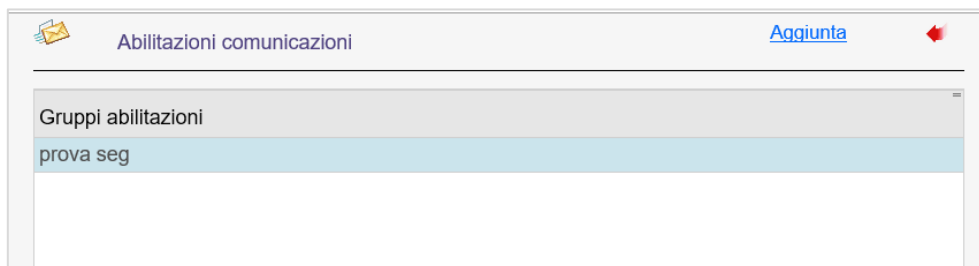 Abilitazioni comunicazioni Aggiunta
Gruppi abilitazioni
prova seg